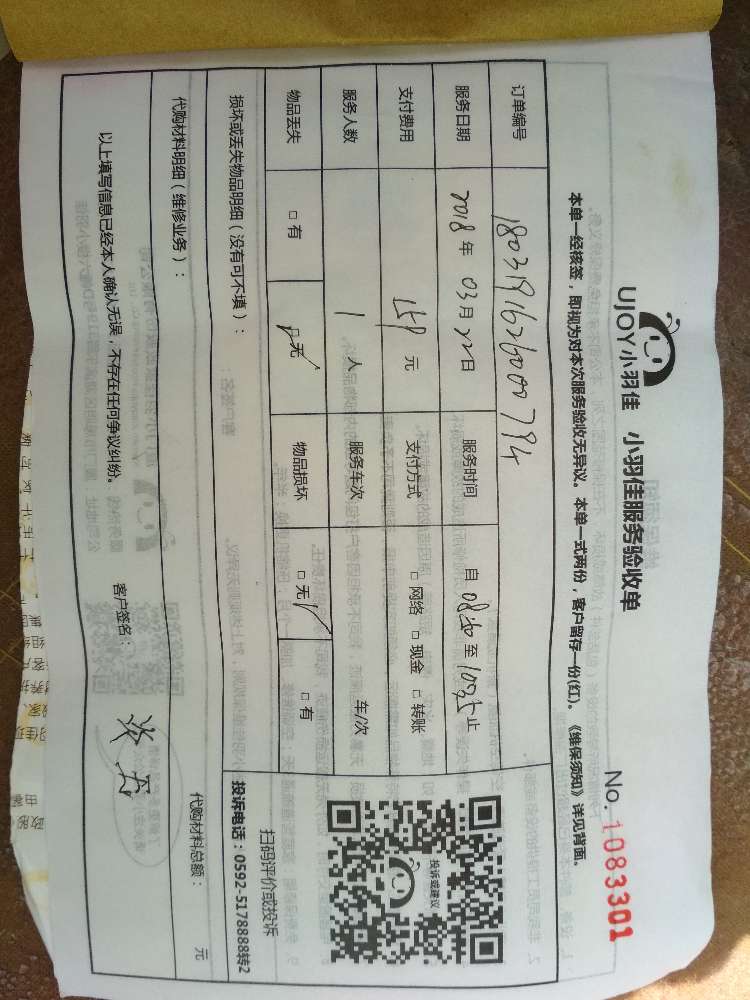 UJOY小羽佳 小羽佳服务验收单
No. 1083301
本单一经核签，即视为对本次服务验收无异议。本单一式两份，客户留存一份(红)。《维保须知》详见背面。
订单编号 1803191626000794
服务日期 2018年 03月 22日 服务时间 自 至 止
支付费用 元 支付方式 □ 网络 □ 现金 □ 转账
服务人数 1 人 服务车次 车/次
物品丢失 □ 有 □ 无 ✓ 物品损坏 □ 无 ✓ □ 有
投诉或建议
扫码评价或投诉
投诉电话：0592-5178888转2
损坏或丢失物品明细（没有可不填）：
代购材料明细（维修业务）： 代购材料总额： 元
以上填写信息已经本人确认无误，不存在任何争议纠纷。 客户签名：